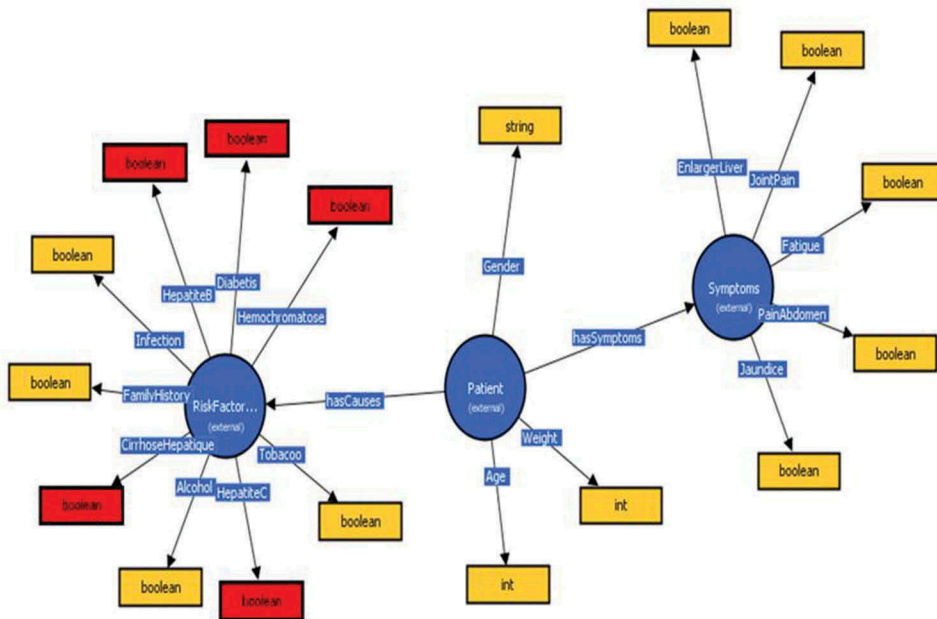 boolean
boolean
string
boolean
boolean
EnlargerLiver
JointPain
boolean
boolean
Fatigue
boolean
Gender
Diabetis
HepatiteB
Hemochromatose
Symptoms
(external)
PainAbdomen
Infection
hasSymptoms
boolean
Jaundice
boolean
FamilyHistory
RiskFactor...
(external)
hasCauses
Patient
(external)
CirrhoseHepatique
Tobacoo
Weight
Age
boolean
Alcohol
HepatiteC
boolean
boolean
int
boolean
int
boolean